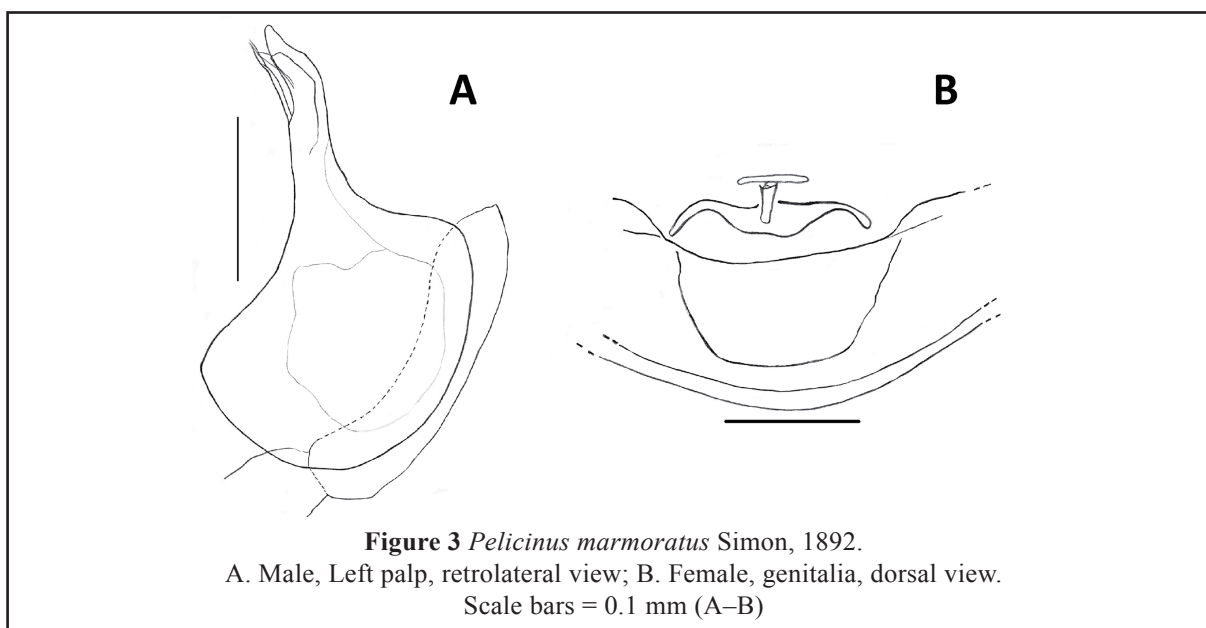 A
B
Figure 3 Pelicinus marmoratus Simon, 1892.
A. Male, Left palp, retrolateral view; B. Female, genitalia, dorsal view.
Scale bars = 0.1 mm (A–B)